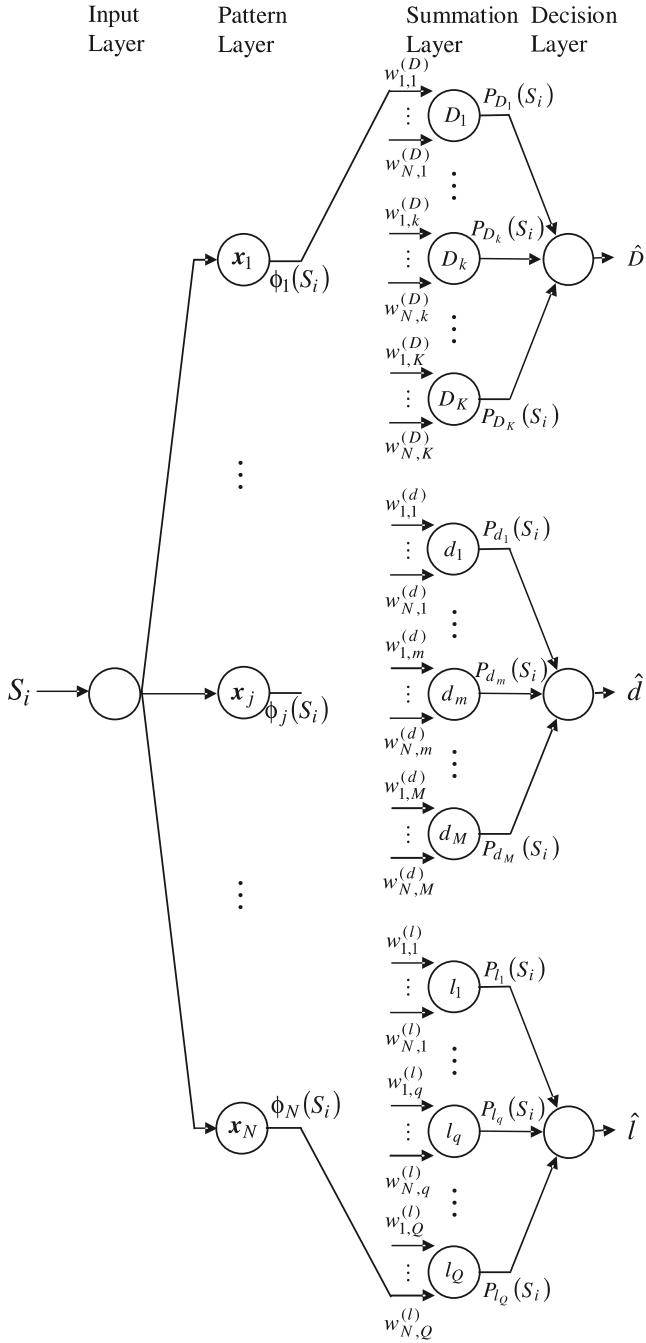 Input Layer
Pattern Layer
Summation Layer
Decision Layer
w_{1,1}^{(D)}
P_{D_1}(S_i)
D_1
⋮
w_{N,1}^{(D)}
⋮
w_{1,k}^{(D)}
P_{D_k}(S_i)
x_1
D_k
D̂
⋮
ϕ_1(S_i)
w_{N,k}^{(D)}
⋮
w_{1,K}^{(D)}
D_K
⋮
P_{D_K}(S_i)
w_{N,K}^{(D)}
⋮
w_{1,1}^{(d)}
P_{d_1}(S_i)
d_1
⋮
w_{N,1}^{(d)}
⋮
w_{1,m}^{(d)}
P_{d_m}(S_i)
S_i
x_j
d_m
d̂
⋮
ϕ_j(S_i)
w_{N,m}^{(d)}
⋮
w_{1,M}^{(d)}
d_M
⋮
P_{d_M}(S_i)
w_{N,M}^{(d)}
⋮
w_{1,1}^{(l)}
P_{l_1}(S_i)
l_1
⋮
w_{N,1}^{(l)}
⋮
w_{1,q}^{(l)}
ϕ_N(S_i)
P_{l_q}(S_i)
x_N
l_q
l̂
⋮
w_{N,q}^{(l)}
⋮
w_{1,Q}^{(l)}
l_Q
⋮
P_{l_Q}(S_i)
w_{N,Q}^{(l)}